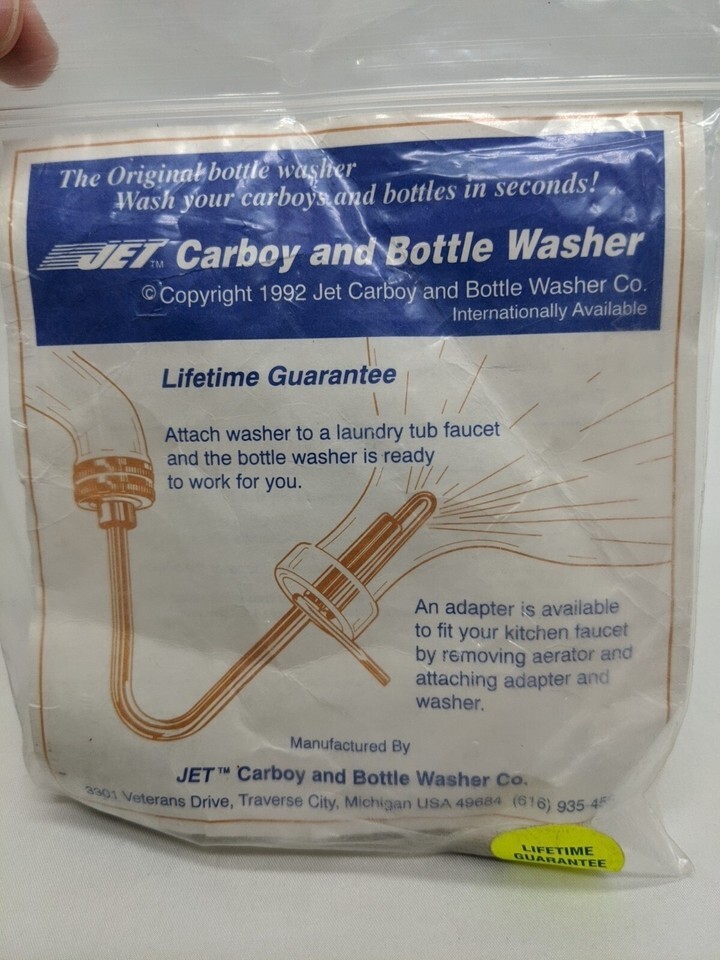 The Original bottle washer
Wash your carboys and bottles in seconds!
JET™ Carboy and Bottle Washer
© Copyright 1992 Jet Carboy and Bottle Washer Co.
Internationally Available
Lifetime Guarantee
Attach washer to a laundry tub faucet
and the bottle washer is ready
to work for you.
An adapter is available
to fit your kitchen faucet
by removing aerator and
attaching adapter and
washer.
Manufactured By
JET™ Carboy and Bottle Washer Co.
3301 Veterans Drive, Traverse City, Michigan USA 49684 (616) 935
LIFETIME
GUARANTEE